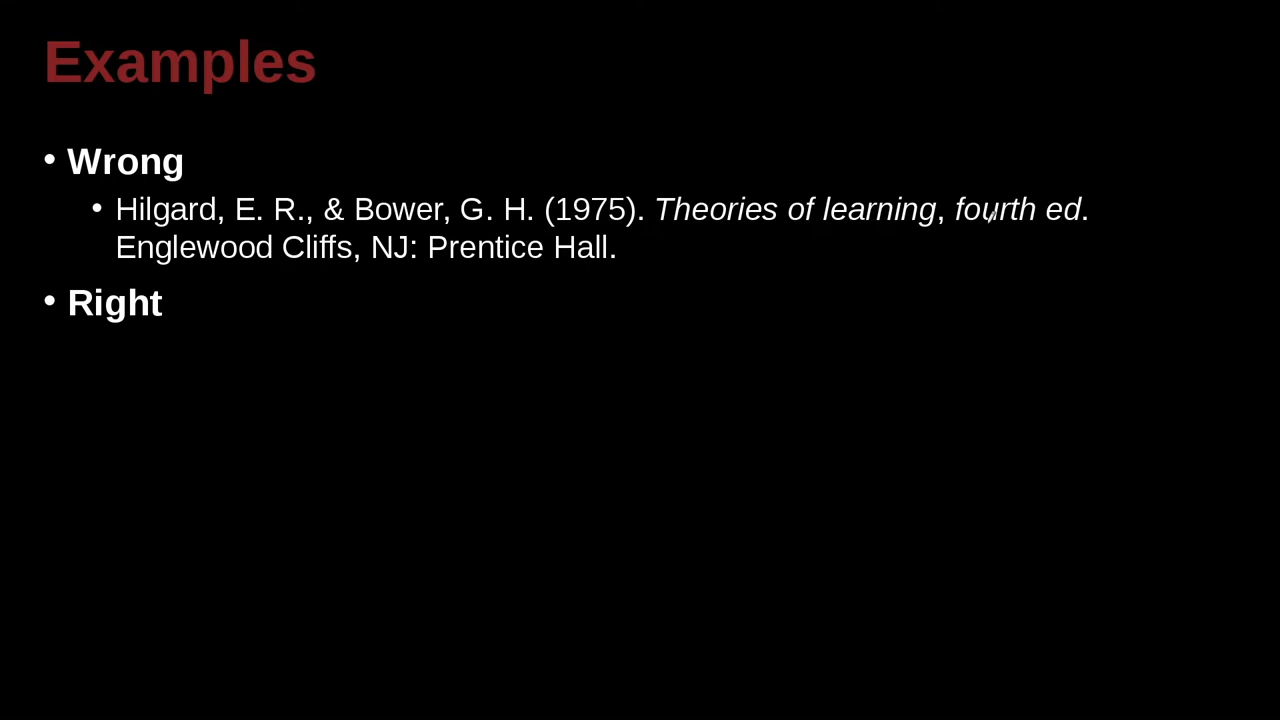 Examples
• Wrong
• Hilgard, E. R., & Bower, G. H. (1975). Theories of learning, fourth ed.
Englewood Cliffs, NJ: Prentice Hall.
• Right